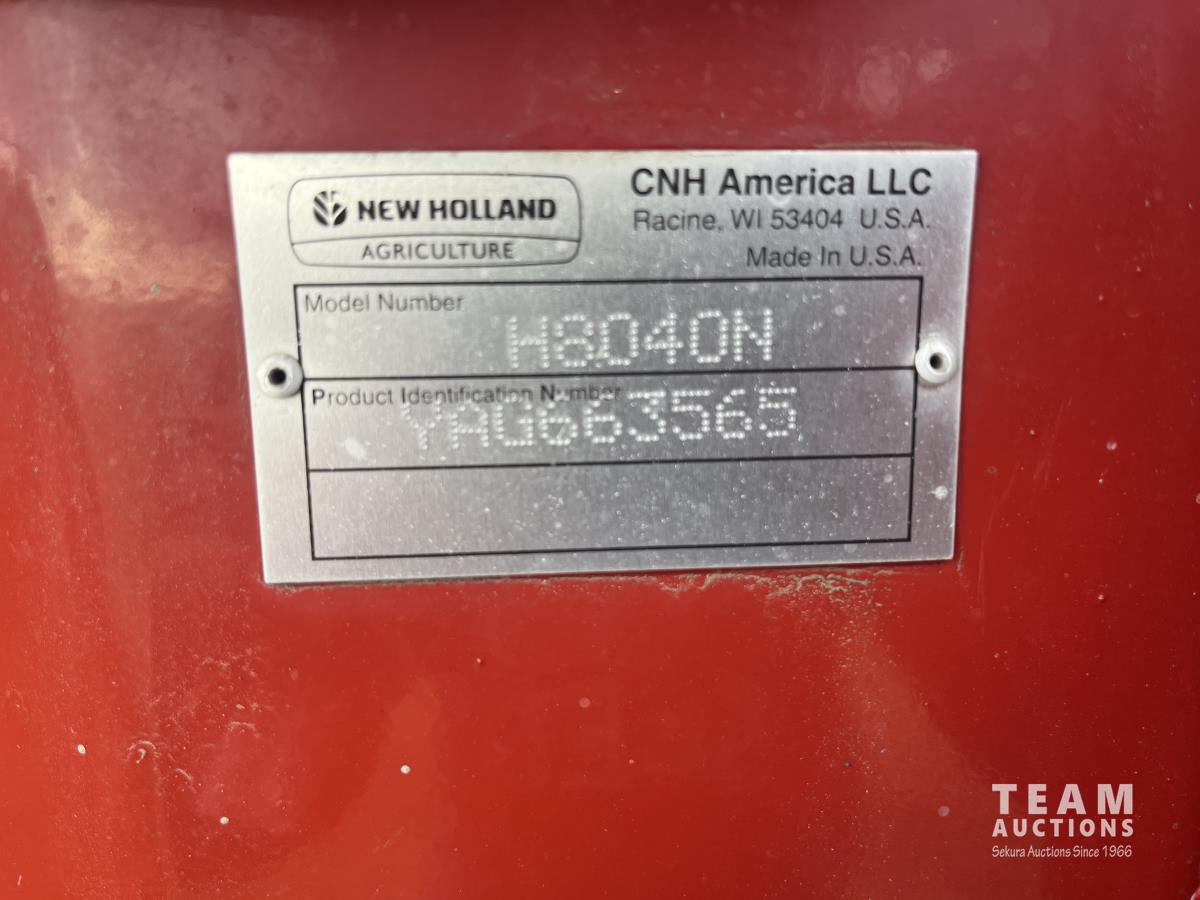 NEW HOLLAND
AGRICULTURE
CNH America LLC
Racine, WI 53404 U.S.A.
Made In U.S.A.
Model Number
H8040N
Product Identification Number
YAG663565
TEAM
AUCTIONS
Sekura Auctions Since 1966